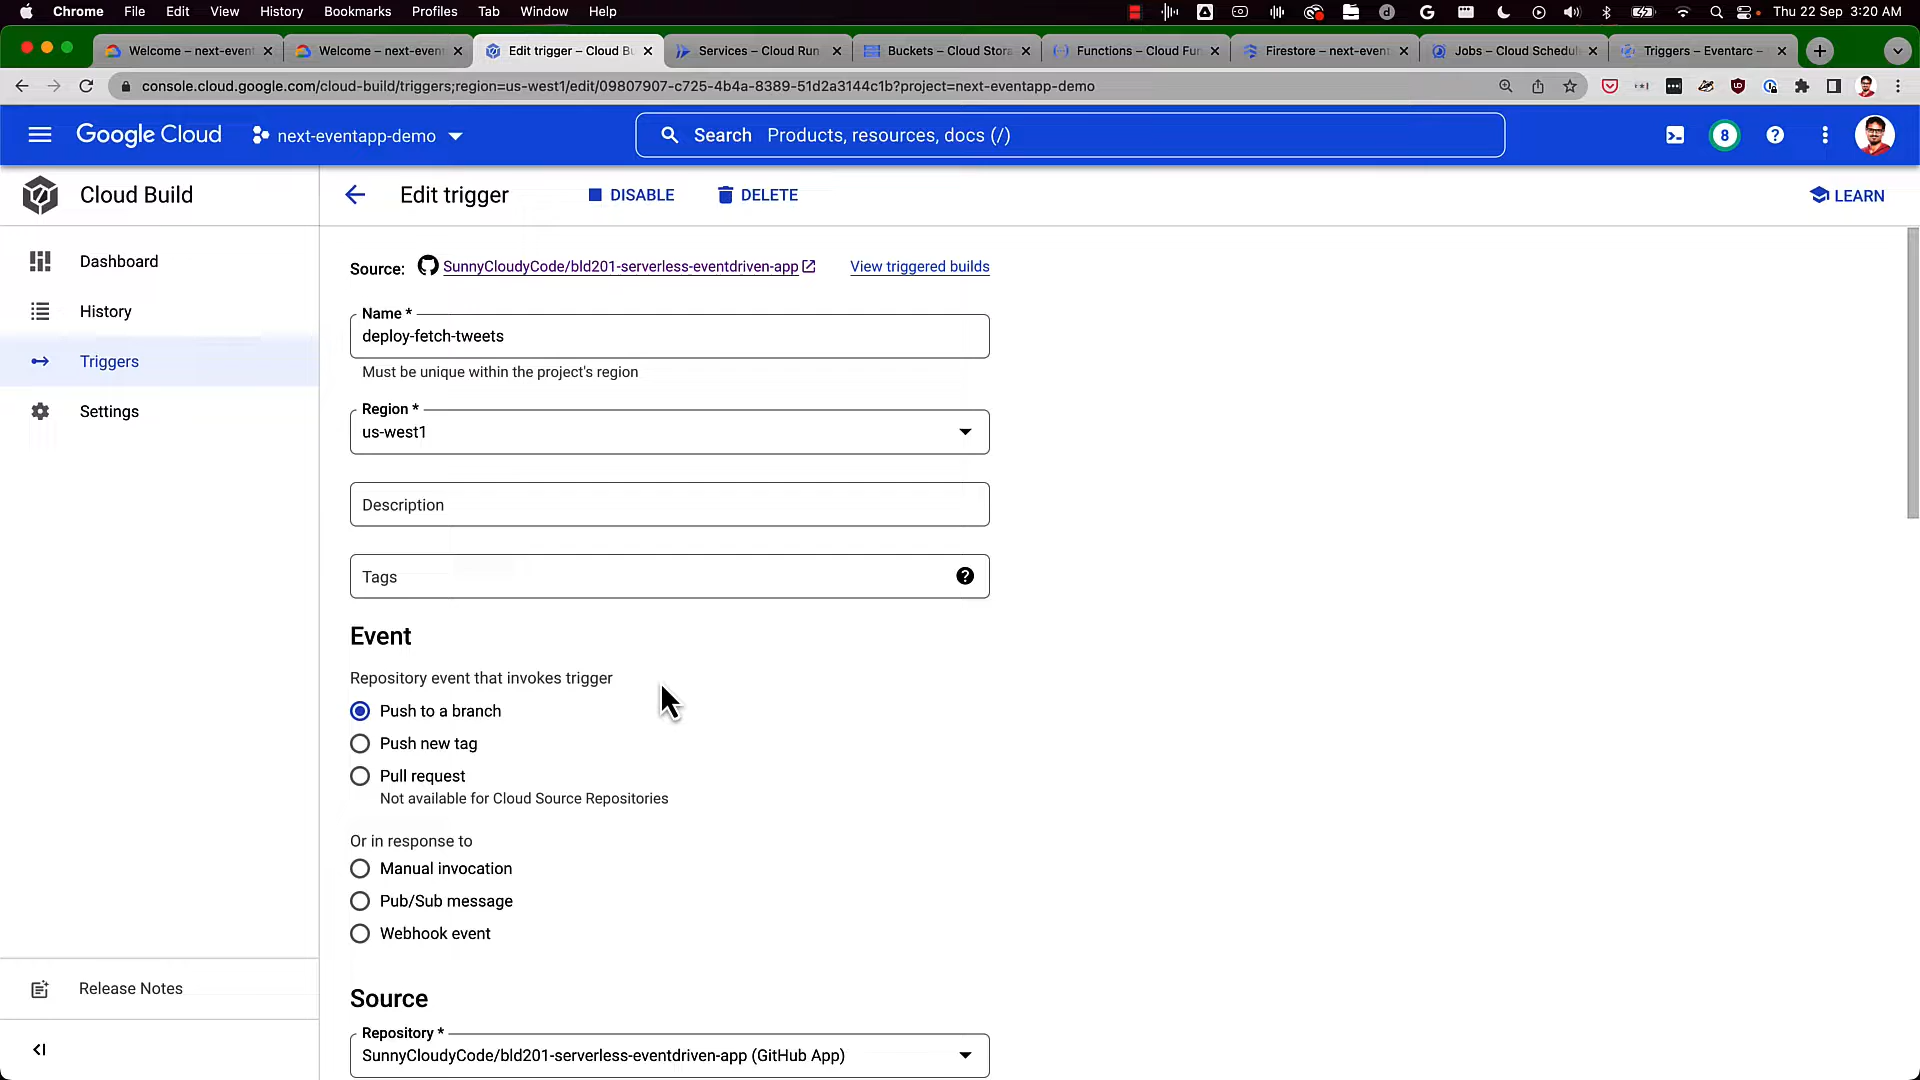 Chrome File Edit View History Bookmarks Profiles Tab Window Help Thu 22 Sep 3:20 AM
Welcome – next-event Welcome – next-event Edit trigger – Cloud Bu Services – Cloud Run Buckets – Cloud Stora Functions – Cloud Fun Firestore – next-event Jobs – Cloud Schedul Triggers – Eventarc –
console.cloud.google.com/cloud-build/triggers;region=us-west1/edit/09807907-c725-4b4a-8389-51d2a3144c1b?project=next-eventapp-demo
Google Cloud next-eventapp-demo Search Products, resources, docs (/) 8
Cloud Build Edit trigger DISABLE DELETE LEARN
Dashboard
History
Triggers
Settings
Release Notes
Source: SunnyCloudyCode/bld201-serverless-eventdriven-app View triggered builds
Name *
deploy-fetch-tweets
Must be unique within the project's region
Region *
us-west1
Description
Tags
Event
Repository event that invokes trigger
Push to a branch
Push new tag
Pull request
Not available for Cloud Source Repositories
Or in response to
Manual invocation
Pub/Sub message
Webhook event
Source
Repository *
SunnyCloudyCode/bld201-serverless-eventdriven-app (GitHub App)